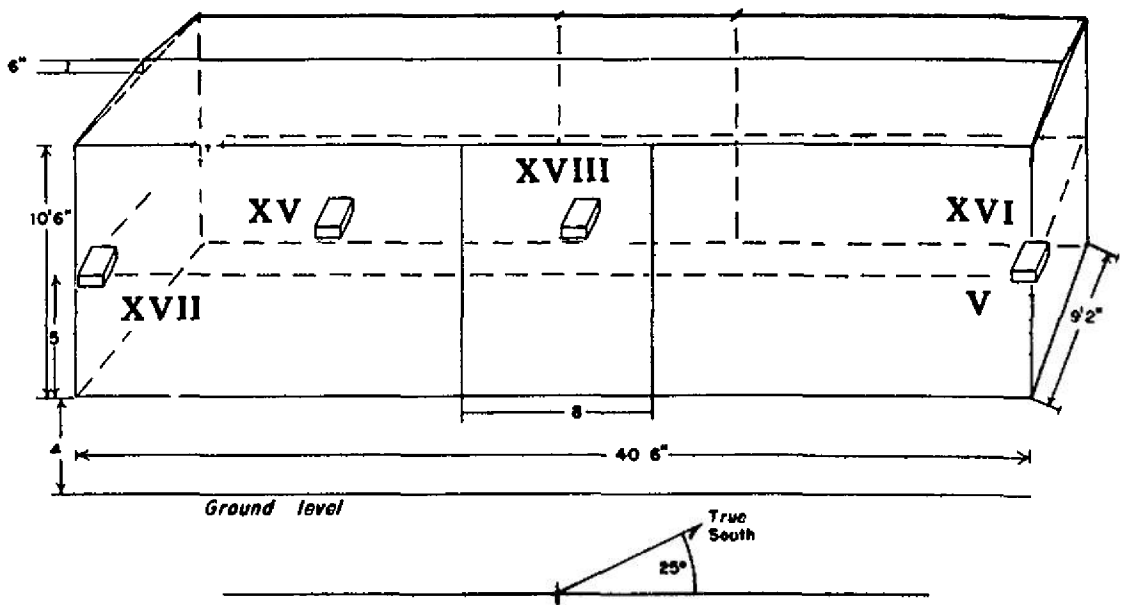 6"
XVIII
XV
XVI
10'6"
XVII
V
5
9'2"
8
4
40 6"
Ground level
True
South
25°